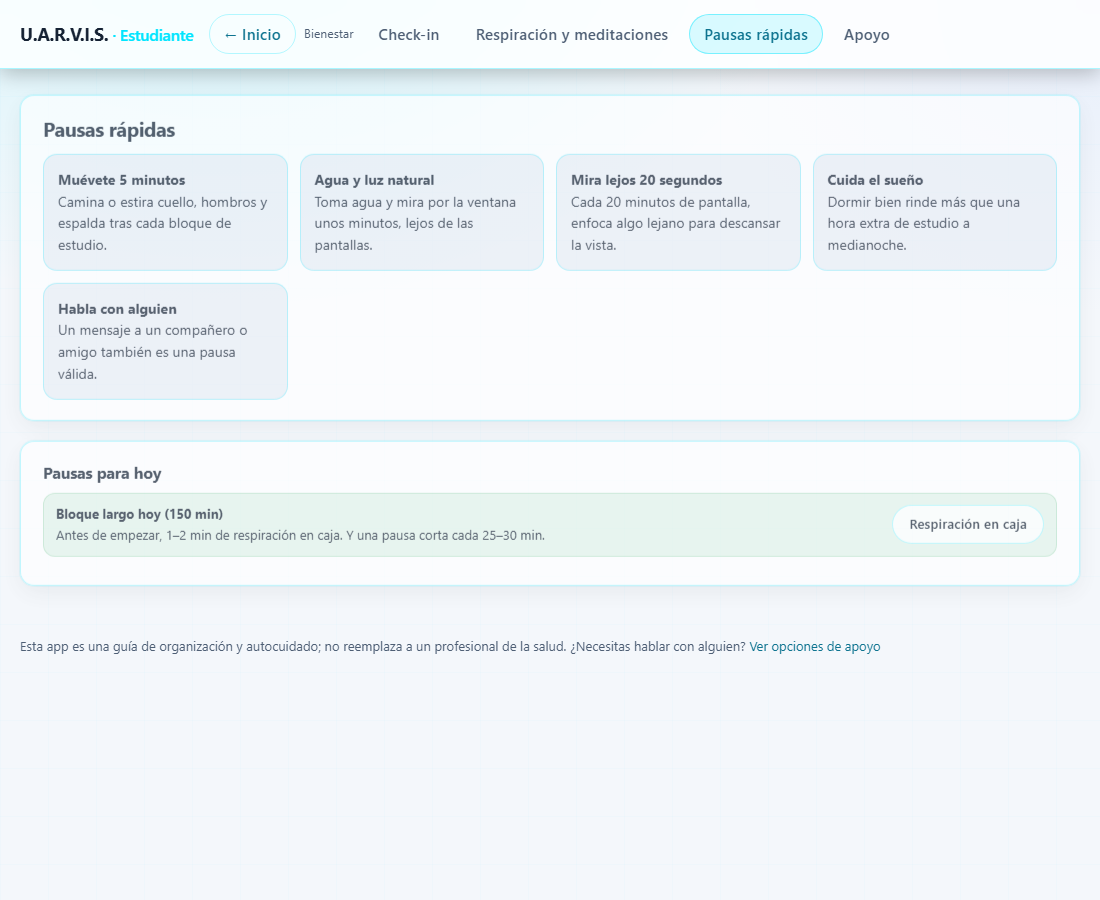 U.A.R.V.I.S. · Estudiante
← Inicio
Bienestar
Check-in
Respiración y meditaciones
Pausas rápidas
Apoyo
Pausas rápidas
Muévete 5 minutos
Camina o estira cuello, hombros y
espalda tras cada bloque de
estudio.
Agua y luz natural
Toma agua y mira por la ventana
unos minutos, lejos de las
pantallas.
Mira lejos 20 segundos
Cada 20 minutos de pantalla,
enfoca algo lejano para descansar
la vista.
Cuida el sueño
Dormir bien rinde más que una
hora extra de estudio a
medianoche.
Habla con alguien
Un mensaje a un compañero o
amigo también es una pausa
válida.
Pausas para hoy
Bloque largo hoy (150 min)
Antes de empezar, 1–2 min de respiración en caja. Y una pausa corta cada 25–30 min.
Respiración en caja
Esta app es una guía de organización y autocuidado; no reemplaza a un profesional de la salud. ¿Necesitas hablar con alguien? Ver opciones de apoyo